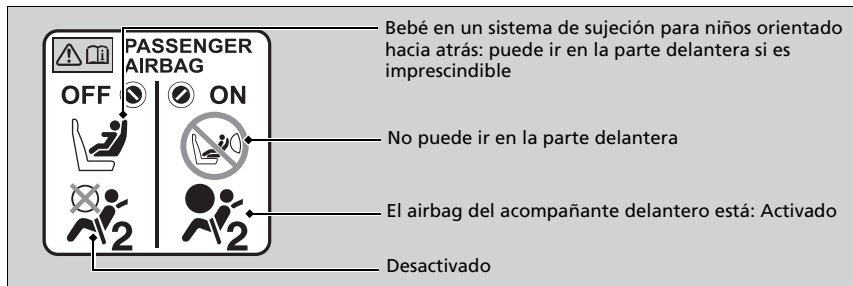 PASSENGER
AIRBAG
OFF
ON
2
2
Bebé en un sistema de sujeción para niños orientado
hacia atrás: puede ir en la parte delantera si es
imprescindible
No puede ir en la parte delantera
El airbag del acompañante delantero está: Activado
Desactivado